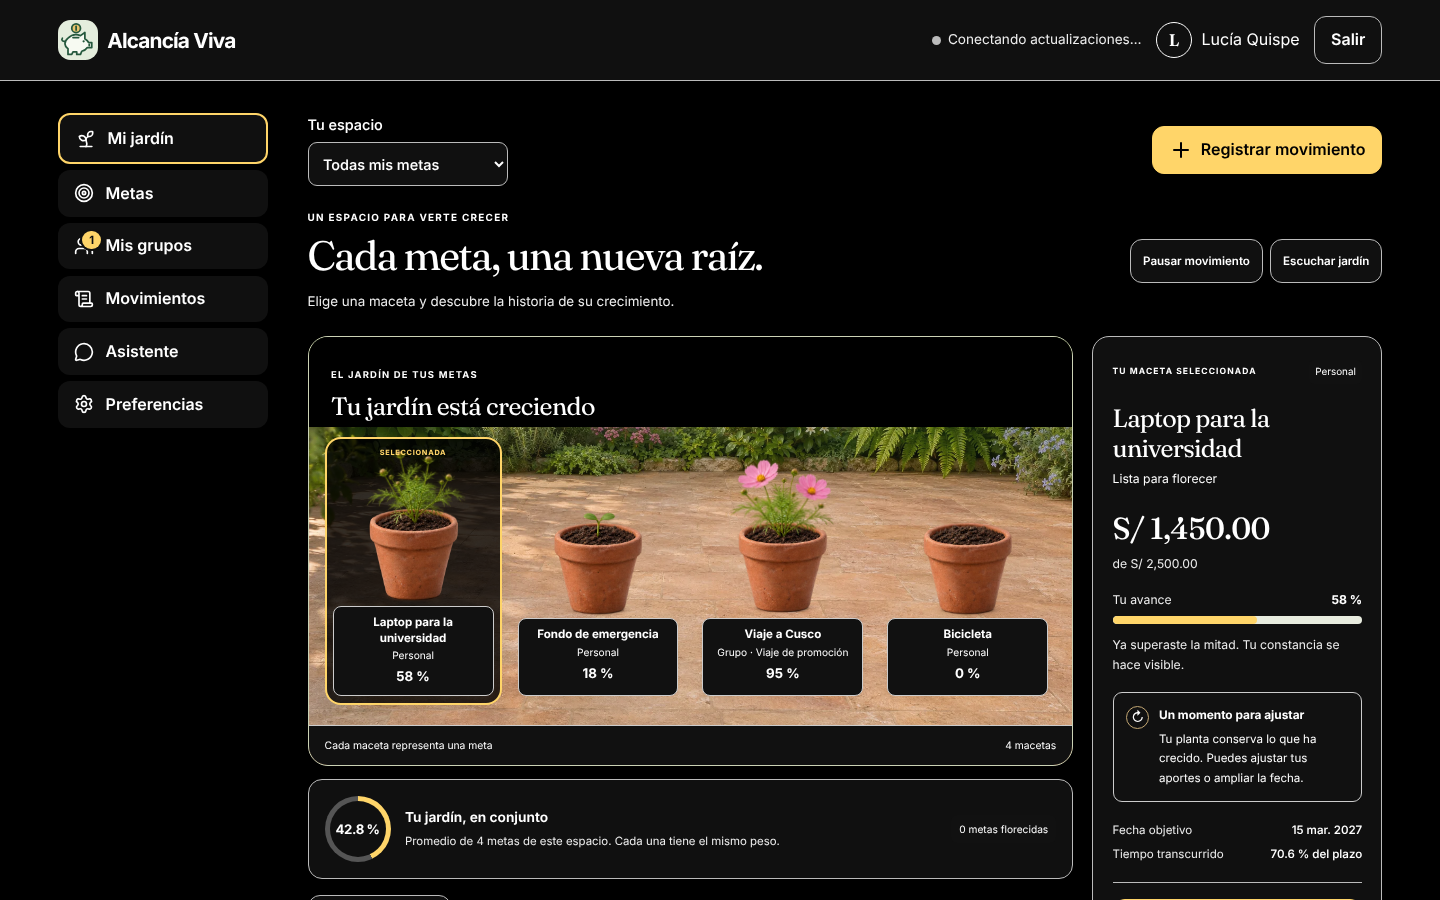 Alcancía Viva
Conectando actualizaciones...
L
Lucía Quispe
Salir
Mi jardín
Metas
1
Mis grupos
Movimientos
Asistente
Preferencias
Tu espacio
Todas mis metas
Registrar movimiento
UN ESPACIO PARA VERTE CRECER
Cada meta, una nueva raíz.
Elige una maceta y descubre la historia de su crecimiento.
Pausar movimiento
Escuchar jardín
EL JARDÍN DE TUS METAS
Tu jardín está creciendo
SELECCIONADA
Laptop para la
universidad
Personal
58 %
Fondo de emergencia
Personal
18 %
Viaje a Cusco
Grupo · Viaje de promoción
95 %
Bicicleta
Personal
0 %
Cada maceta representa una meta
4 macetas
42.8 %
Tu jardín, en conjunto
Promedio de 4 metas de este espacio. Cada una tiene el mismo peso.
0 metas florecidas
TU MACETA SELECCIONADA
Personal
Laptop para la
universidad
Lista para florecer
S/ 1,450.00
de S/ 2,500.00
Tu avance
58 %
Ya superaste la mitad. Tu constancia se
hace visible.
Un momento para ajustar
Tu planta conserva lo que ha
crecido. Puedes ajustar tus
aportes o ampliar la fecha.
Fecha objetivo
15 mar. 2027
Tiempo transcurrido
70.6 % del plazo